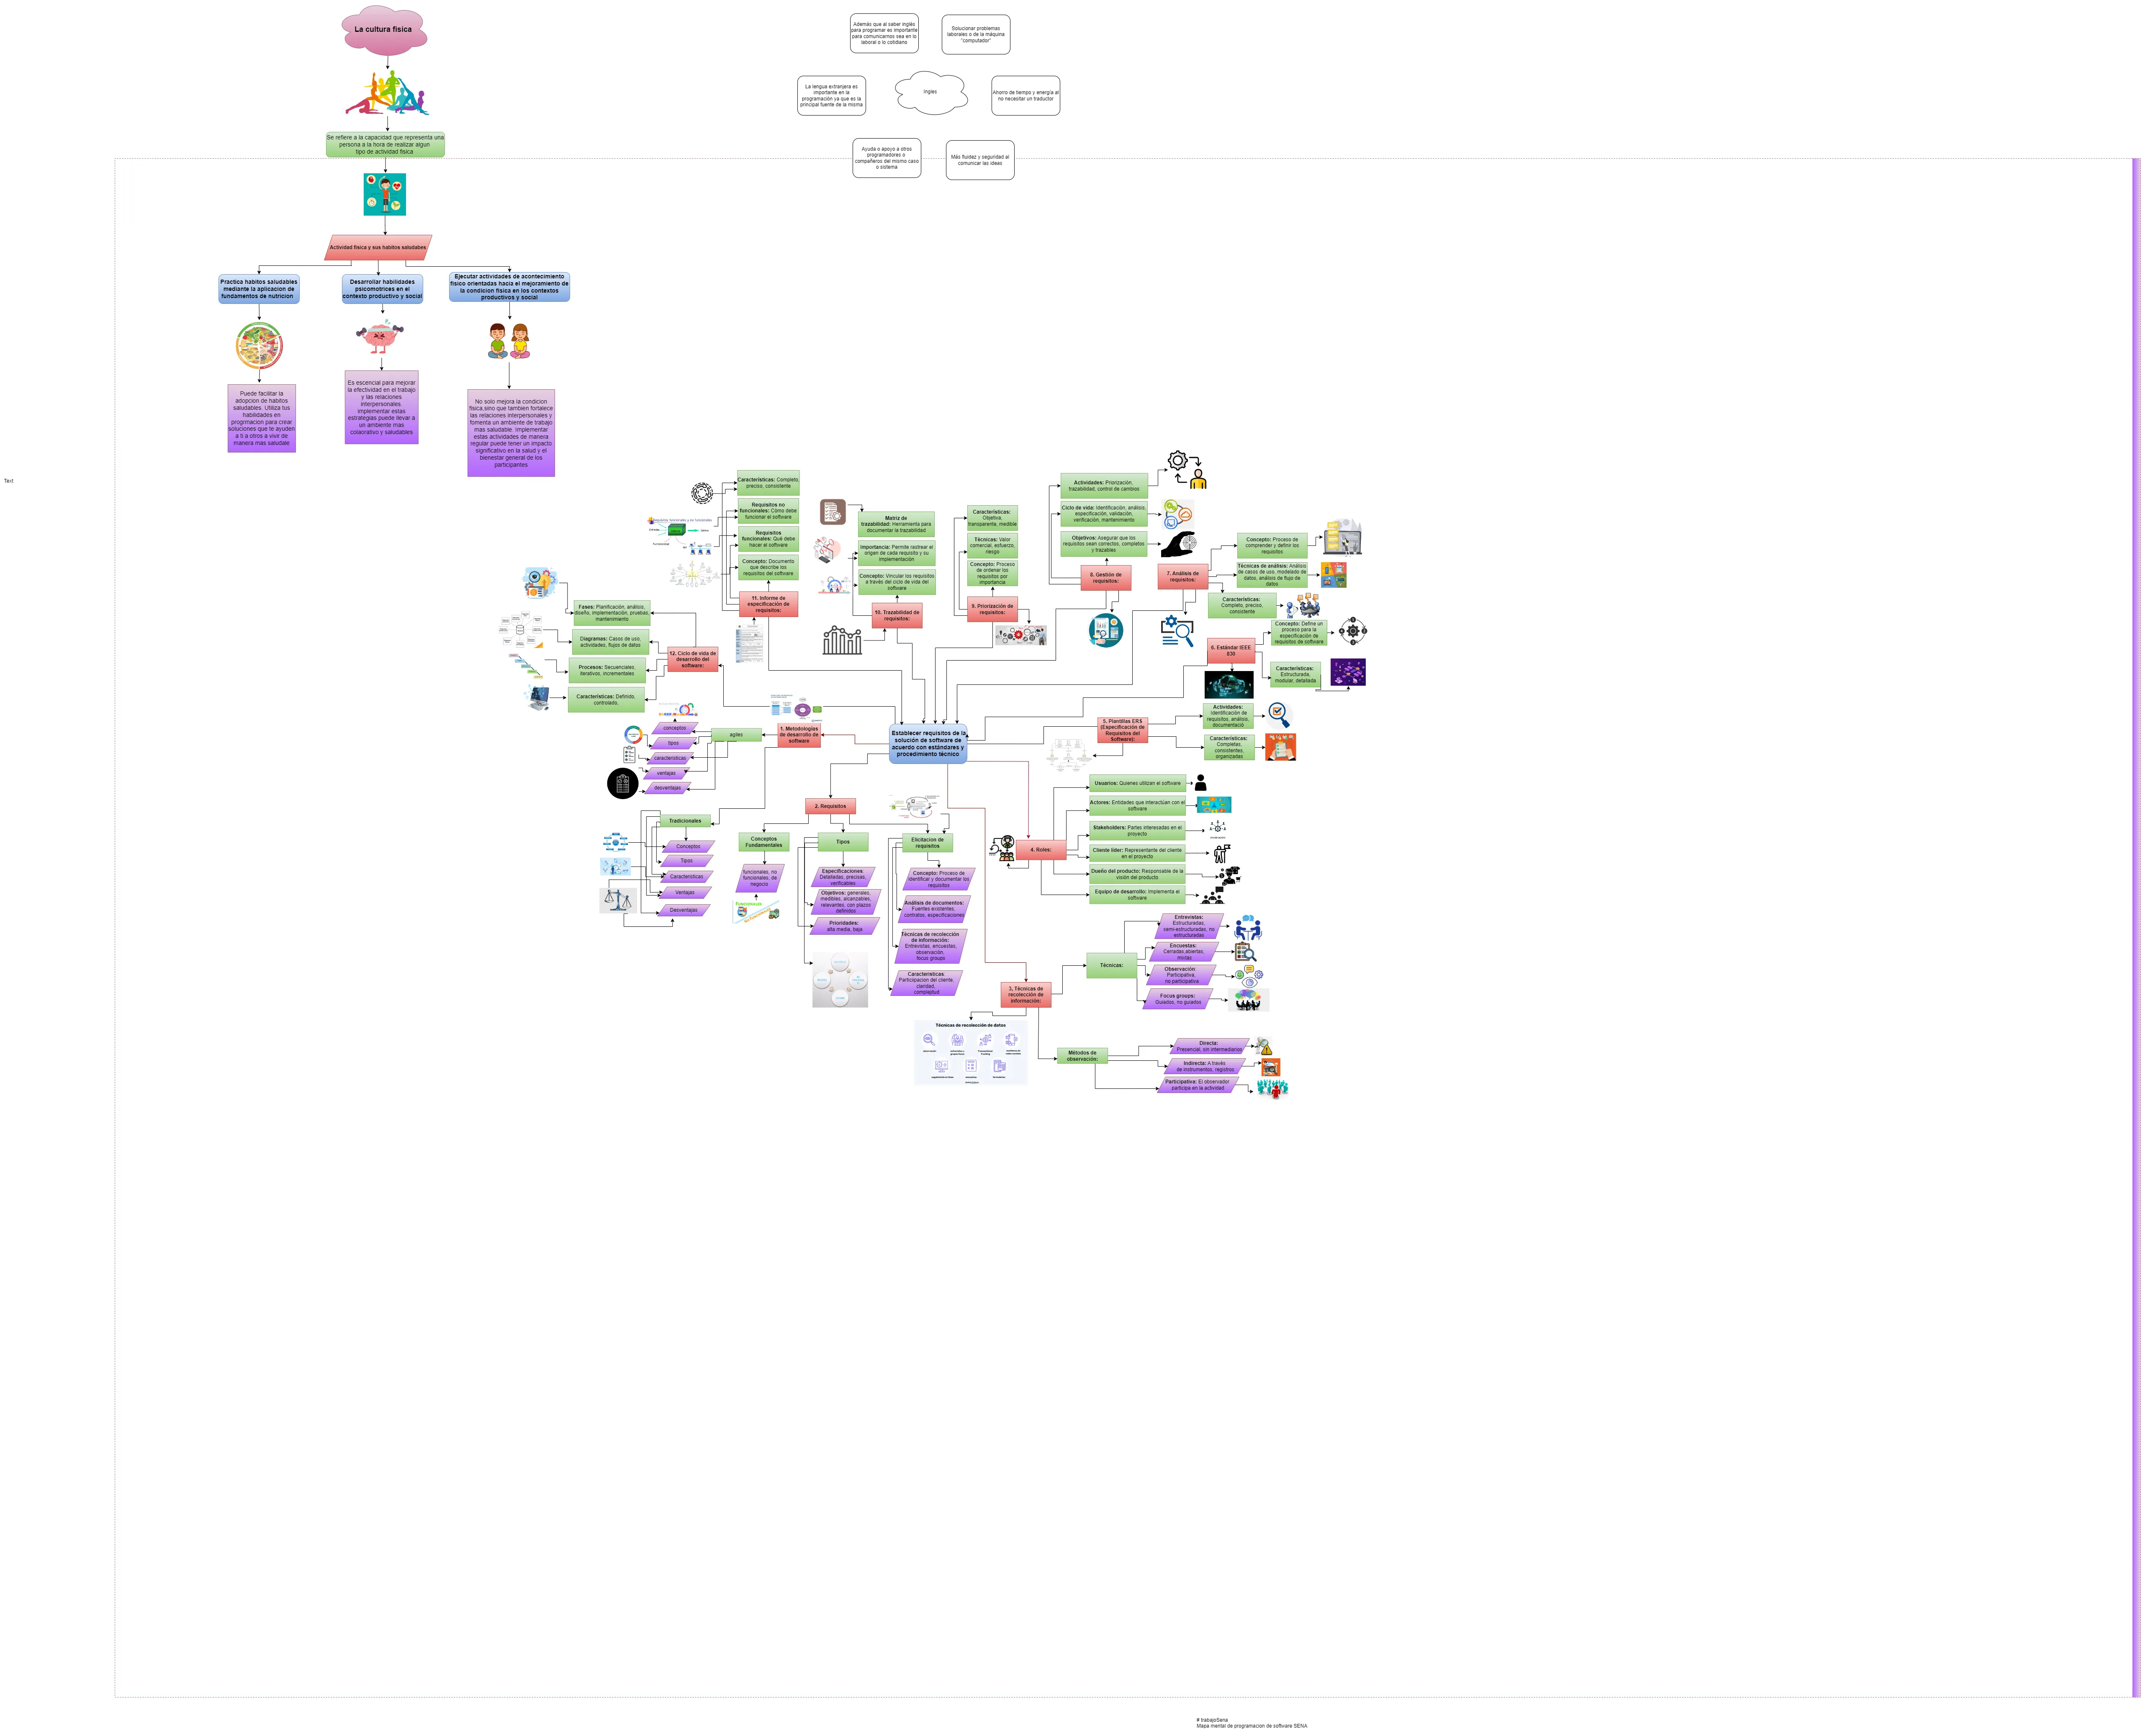 La cultura fisica
Se refiere a la capacidad que representa una
persona a la hora de realizar algun
tipo de actividad fisica
Actividad fisica y sus habitos saludabes
Practica habitos saludables
mediante la aplicacion de
fundamentos de nutricion
Desarrollar habilidades
psicomotrices en el
contexto productivo y social
Ejecutar actividades de acontecimiento
fisico orientadas hacia el mejoramiento de
la condicion fisica en los contextos
productivos y social
Puede facilitar la
adopcion de habitos
saludables. Utiliza tus
habilidades en
progrmacion para crear
soluciones que te ayuden
a ti a otros a vivir de
manera mas saludale
Es escencial para mejorar
la efectividad en el trabajo
y las relaciones
interpersonales.
implementar estas
estrategias puede llevar a
un ambiente mas
colaorativo y saludables
No solo mejora la condicion
fisica,sino que tambien fortalece
las relaciones interpersonales y
fomenta un ambiente de trabajo
mas saludable. Implementar
estas actividades de manera
regular puede tener un impacto
significativo en la salud y el
bienestar general de los
participantes
Además que al saber inglés
para programar es importante
para comunicarnos sea en lo
laboral o lo cotidiano
Solucionar problemas
laborales o de la máquina
"computador"
La lengua extranjera es
importante en la
programación ya que es la
principal fuente de la misma
Ingles
Ahorro de tiempo y energía al
no necesitar un traductor
Ayuda o apoyo a otros
programadores o
compañeros del mismo caso
o sistema
Más fluidez y seguridad al
comunicar las ideas
Text
Establecer requisitos de la
solución de software de
acuerdo con estándares y
procedimiento técnico
1. Metodologías
de desarrollo de
software
agiles
conceptos
tipos
caracteristicas
ventajas
desventajas
Tradicionales
Conceptos
Tipos
Caracteristicas
Ventajas
Desventajas
2. Requisitos
Conceptos
Fundamentales
funcionales, no
funcionales, de
negocio
Tipos
Especificaciones:
Detalladas, precisas,
verificables
Objetivos: generales,
medibles, alcanzables,
relevantes, con plazos
definidos
Prioridades:
alta media, baja
Elicitacion de
requisitos
Concepto: Proceso de
identificar y documentar los
requisitos
Análisis de documentos:
Fuentes existentes,
contratos, especificaciones
Técnicas de recolección
de información:
Entrevistas, encuestas,
observación,
focus groups
Características:
Participacion del cliente,
claridad,
complejitud
3, Técnicas de
recolección de
información:
Técnicas de recolección de datos
Técnicas:
Entrevistas:
Estructuradas,
semi-estructuradas, no
estructuradas
Encuestas:
Cerradas,abiertas,
mixtas
Observación:
Participativa,
no participativa
Focus groups:
Guiados, no guiados
Métodos de
observación:
Directa:
Presencial, sin intermediarios
Indirecta: A través
de instrumentos, registros
Participativa: El observador
participa en la actividad
4. Roles:
Usuarios: Quienes utilizan el software
Actores: Entidades que interactúan con el
software
Stakeholders: Partes interesadas en el
proyecto
Cliente líder: Representante del cliente
en el proyecto
Dueño del producto: Responsable de la
visión del producto
Equipo de desarrollo: Implementa el
software
5. Plantillas ERS
(Especificación de
Requisitos del
Software):
Actividades:
Identificación de
requisitos, análisis,
documentació
Características:
Completas,
consistentes,
organizadas
6. Estándar IEEE
830
Concepto: Define un
proceso para la
especificación de
requisitos de software
Características:
Estructurada,
modular, detallada
7. Análisis de
requisitos:
Concepto: Proceso de
comprender y definir los
requisitos
Técnicas de análisis: Análisis
de casos de uso, modelado de
datos, análisis de flujo de
datos
Características:
Completo, preciso,
consistente
8. Gestión de
requisitos:
Actividades: Priorización,
trazabilidad, control de cambios
Ciclo de vida: Identificación, análisis,
especificación, validación,
verificación, mantenimiento
Objetivos: Asegurar que los
requisitos sean correctos, completos
y trazables
9. Priorización de
requisitos:
Características:
Objetiva,
transparente, medible
Técnicas: Valor
comercial, esfuerzo,
riesgo
Concepto: Proceso
de ordenar los
requisitos por
importancia
10. Trazabilidad de
requisitos:
Matriz de
trazabilidad: Herramienta para
documentar la trazabilidad
Importancia: Permite rastrear el
origen de cada requisito y su
implementación
Concepto: Vincular los requisitos
a través del ciclo de vida del
software
11. Informe de
especificación de
requisitos:
Características: Completo,
preciso, consistente
Requisitos no
funcionales: Cómo debe
funcionar el software
Requisitos
funcionales: Qué debe
hacer el software
Concepto: Documento
que describe los
requisitos del software
12. Ciclo de vida de
desarrollo del
software:
Fases: Planificación, análisis,
diseño, implementación, pruebas,
mantenimiento
Diagramas: Casos de uso,
actividades, flujos de datos
Procesos: Secuenciales,
iterativos, incrementales
Características: Definido,
controlado,
# trabajoSena
Mapa mental de programacion de software SENA